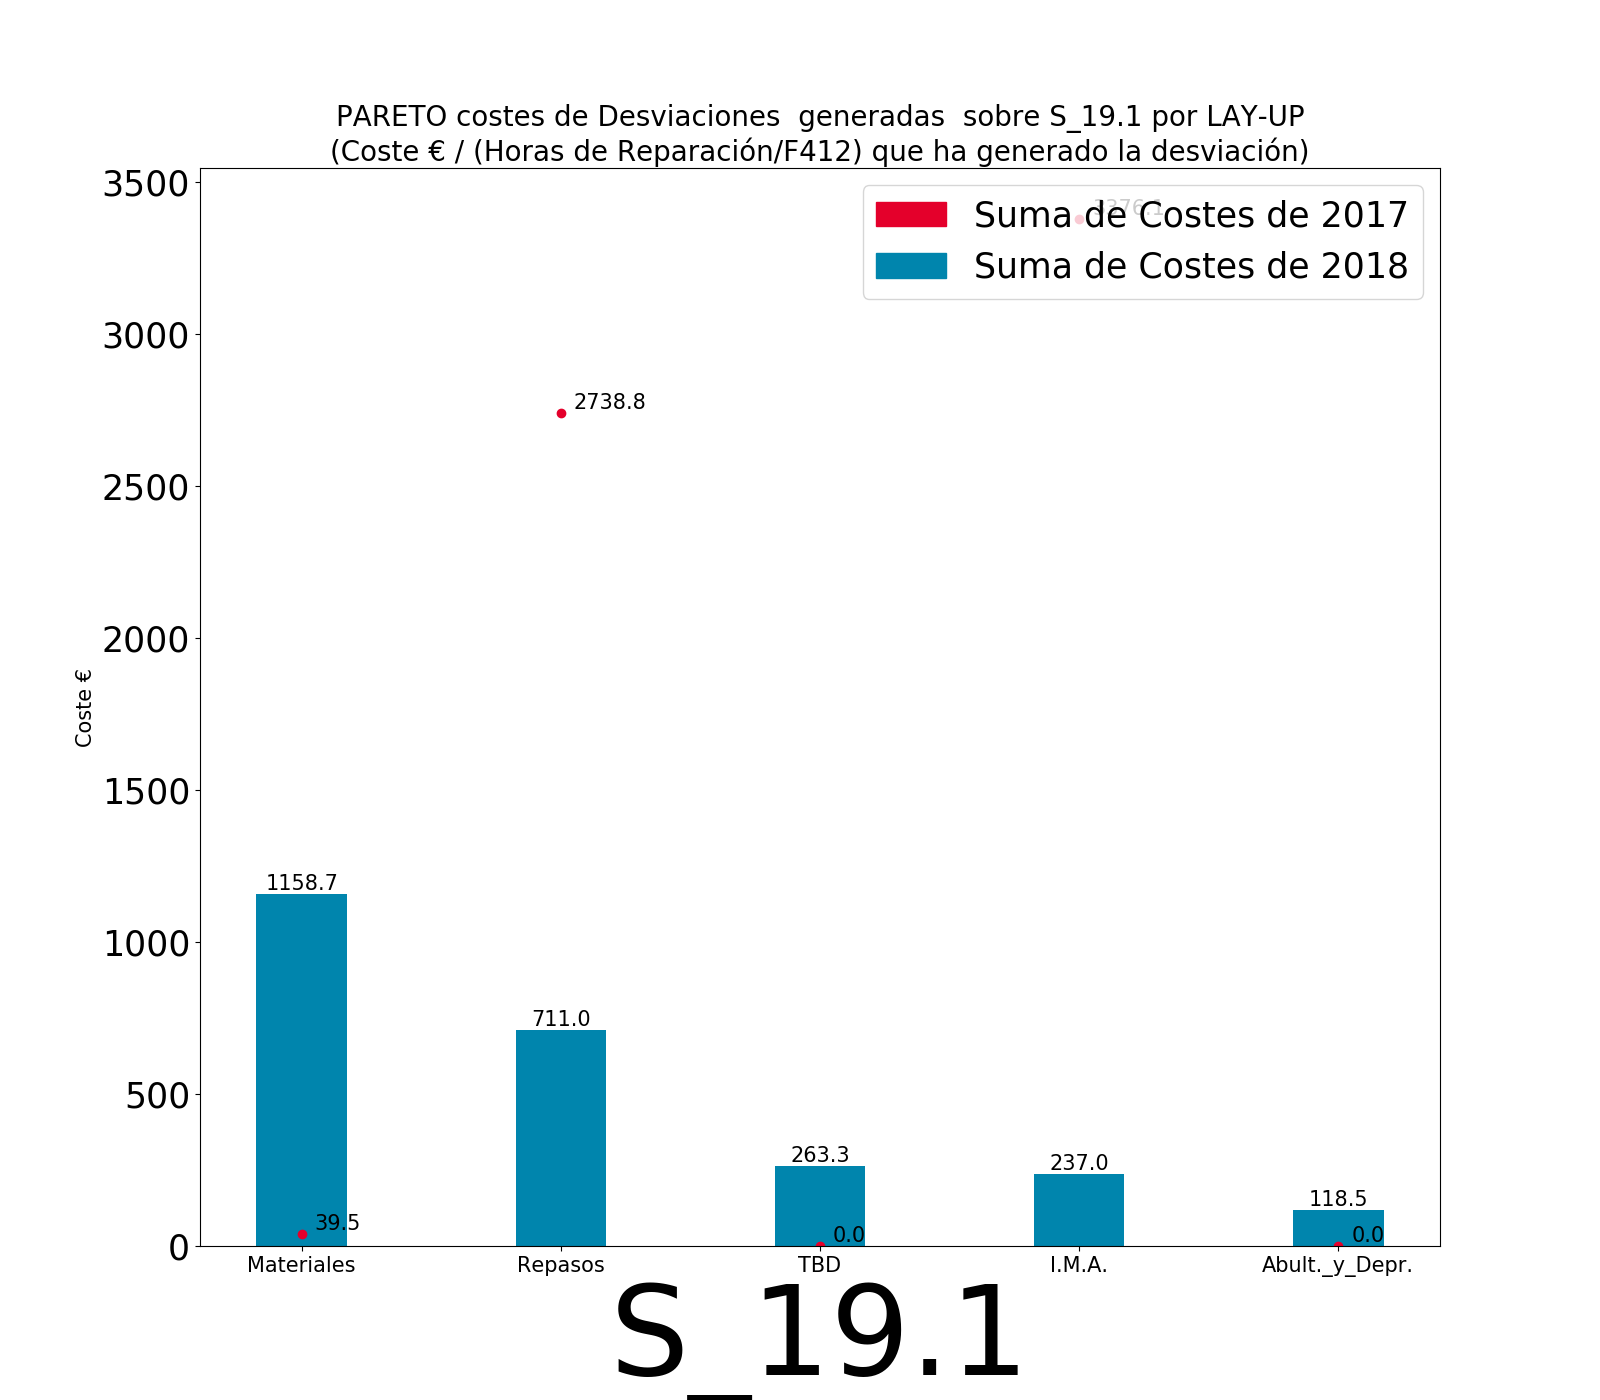 PARETO costes de Desviaciones  generadas  sobre S_19.1 por LAY-UP
(Coste € / (Horas de Reparación/F412) que ha generado la desviación)
3500
3000
2500
2000
1500
1000
500
0
Coste €
Suma de Costes de 2017
Suma de Costes de 2018
3376.1
2738.8
1158.7
711.0
263.3
237.0
118.5
39.5
0.0
0.0
Materiales
Repasos
TBD
I.M.A.
Abult._y_Depr.
S_19.1